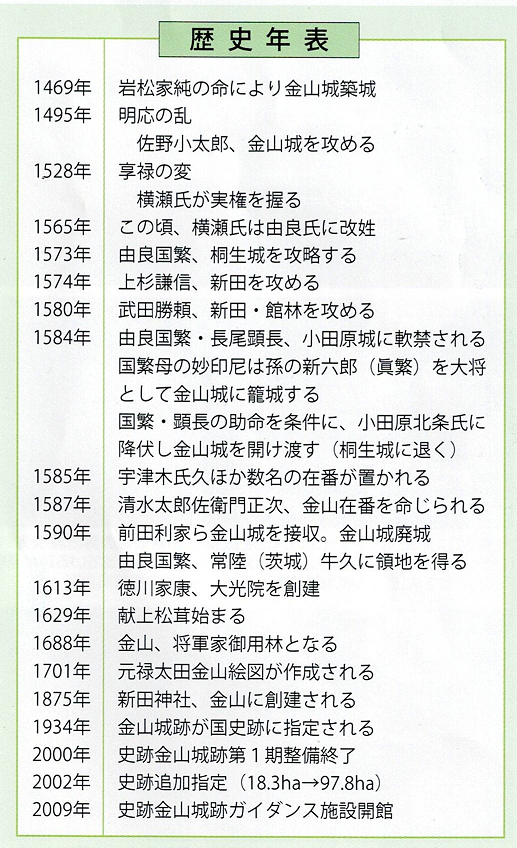 歴史年表
1469年 岩松家純の命により金山城築城
1495年 明応の乱
佐野小太郎、金山城を攻める
1528年 享禄の変
横瀬氏が実権を握る
1565年 この頃、横瀬氏は由良氏に改姓
1573年 由良国繁、桐生城を攻略する
1574年 上杉謙信、新田を攻める
1580年 武田勝頼、新田・館林を攻める
1584年 由良国繁・長尾顕長、小田原城に軟禁される
国繁母の妙印尼は孫の新六郎（眞繁）を大将
として金山城に籠城する
国繁・顕長の助命を条件に、小田原北条氏に
降伏し金山城を開け渡す（桐生城に退く）
1585年 宇津木氏久ほか数名の在番が置かれる
1587年 清水太郎佐衛門正次、金山在番を命じられる
1590年 前田利家ら金山城を接収。金山城廃城
由良国繁、常陸（茨城）牛久に領地を得る
1613年 徳川家康、大光院を創建
1629年 献上松茸始まる
1688年 金山、将軍家御用林となる
1701年 元禄太田金山絵図が作成される
1875年 新田神社、金山に創建される
1934年 金山城跡が国史跡に指定される
2000年 史跡金山城跡第１期整備終了
2002年 史跡追加指定（18.3ha→97.8ha）
2009年 史跡金山城跡ガイダンス施設開館